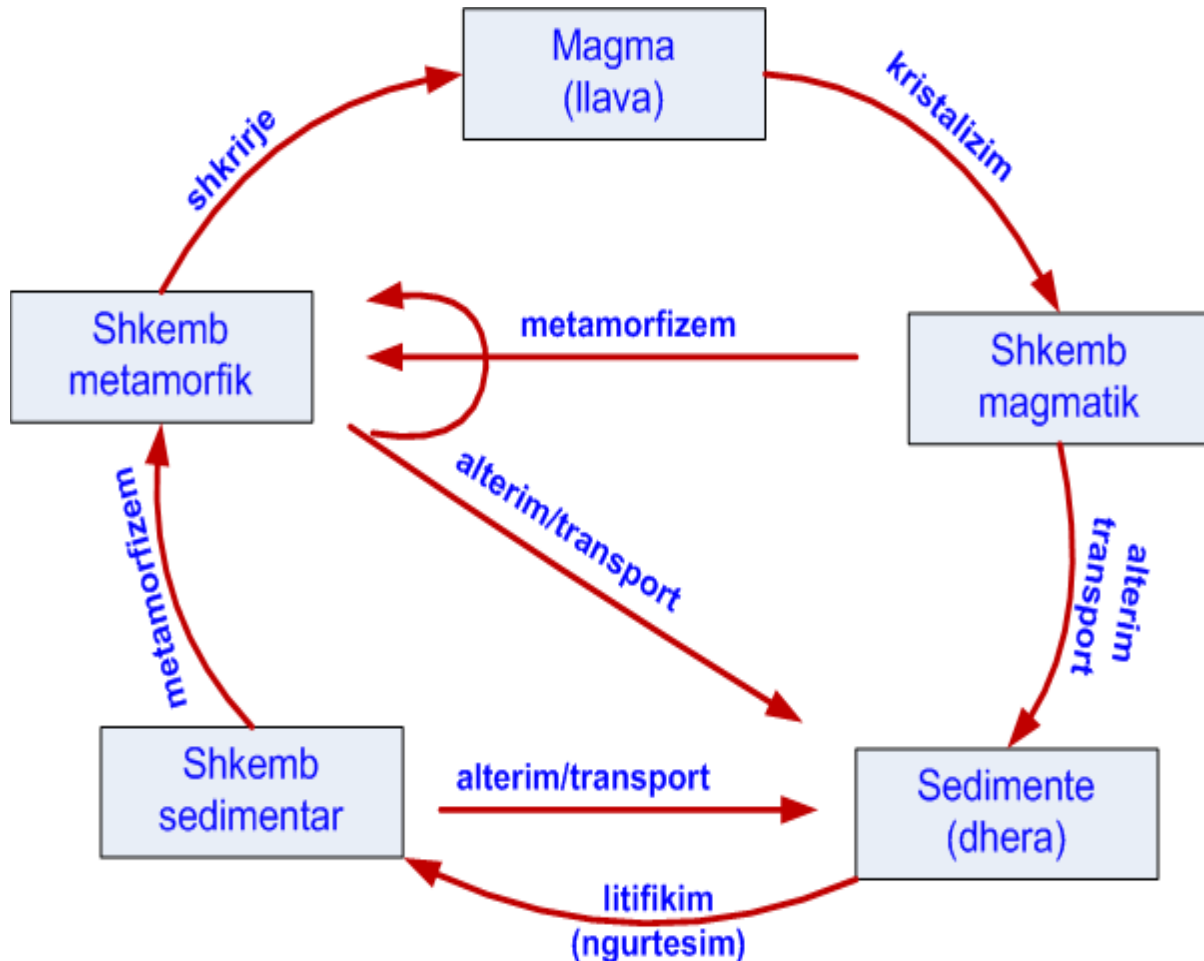 Magma
(llava)
kristalizim
shkrirje
Shkemb
metamorfik
metamorfizem
Shkemb
magmatik
alterim/transport
alterim
transport
metamorfizem
Shkemb
sedimentar
alterim/transport
Sedimente
(dhera)
litifikim
(ngurtesim)